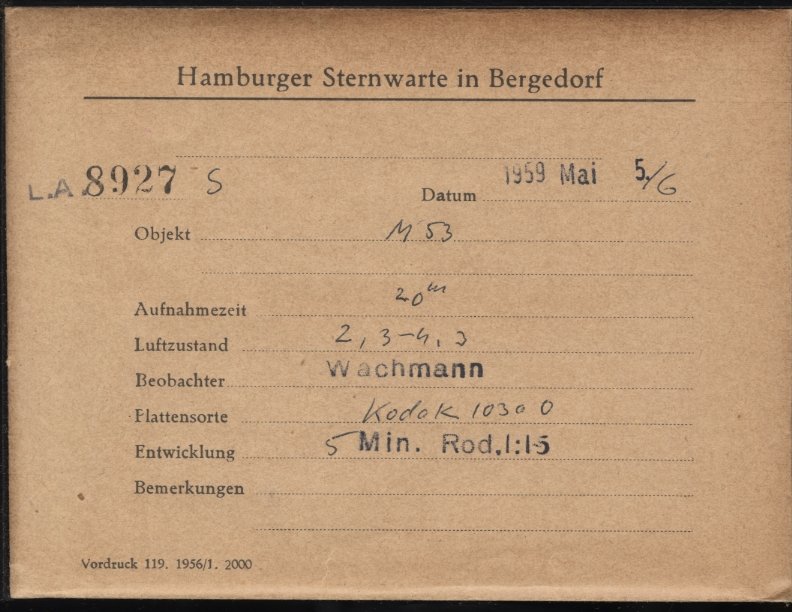 Hamburger Sternwarte in Bergedorf
L.A. 8927 S
Datum 1959 Mai 5./6
Objekt M 53
Aufnahmezeit 20ᵐ
Luftzustand 2, 3-4, 3
Beobachter Wachmann
Plattensorte Kodak 103a O
Entwicklung 5 Min. Rod. 1:15
Bemerkungen
Vordruck 119. 1956/1. 2000